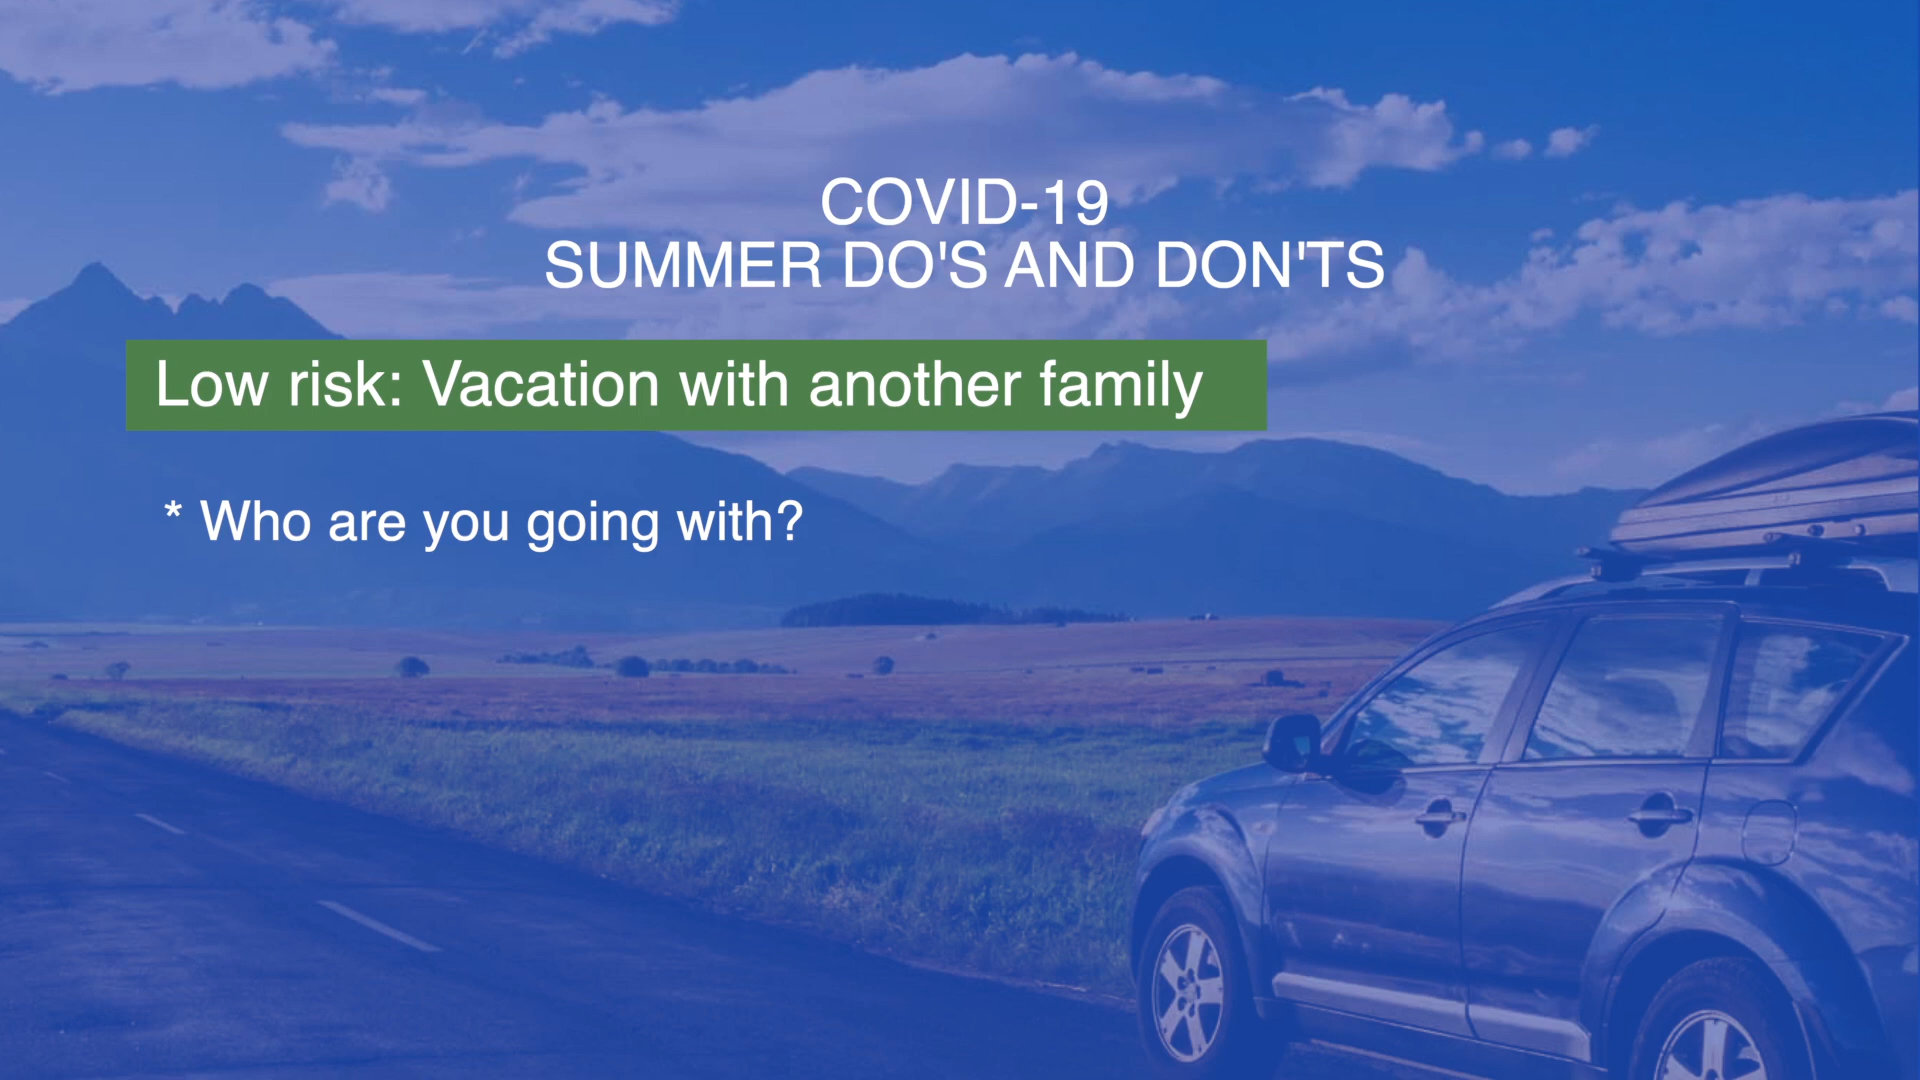 COVID-19
SUMMER DO'S AND DON'TS
Low risk: Vacation with another family
* Who are you going with?